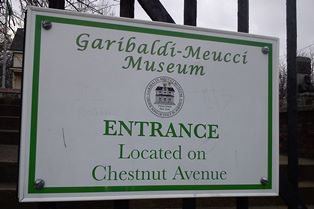 Garibaldi-Meucci
Museum
ENTRANCE
Located on
Chestnut Avenue